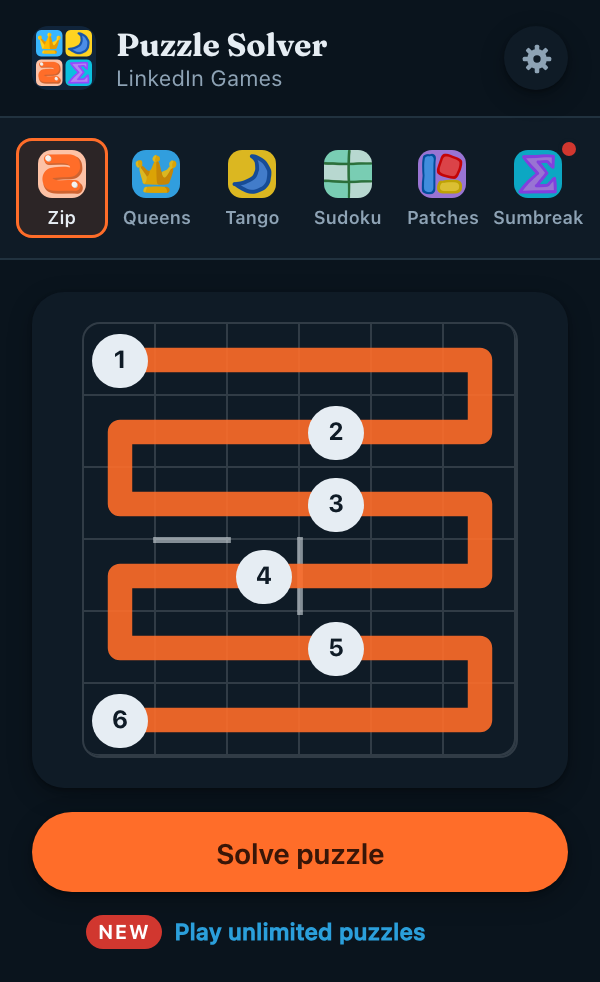 Puzzle Solver
LinkedIn Games
Zip
Queens
Tango
Sudoku
Patches
Sumbreak
1
2
3
4
5
6
Solve puzzle
NEW Play unlimited puzzles